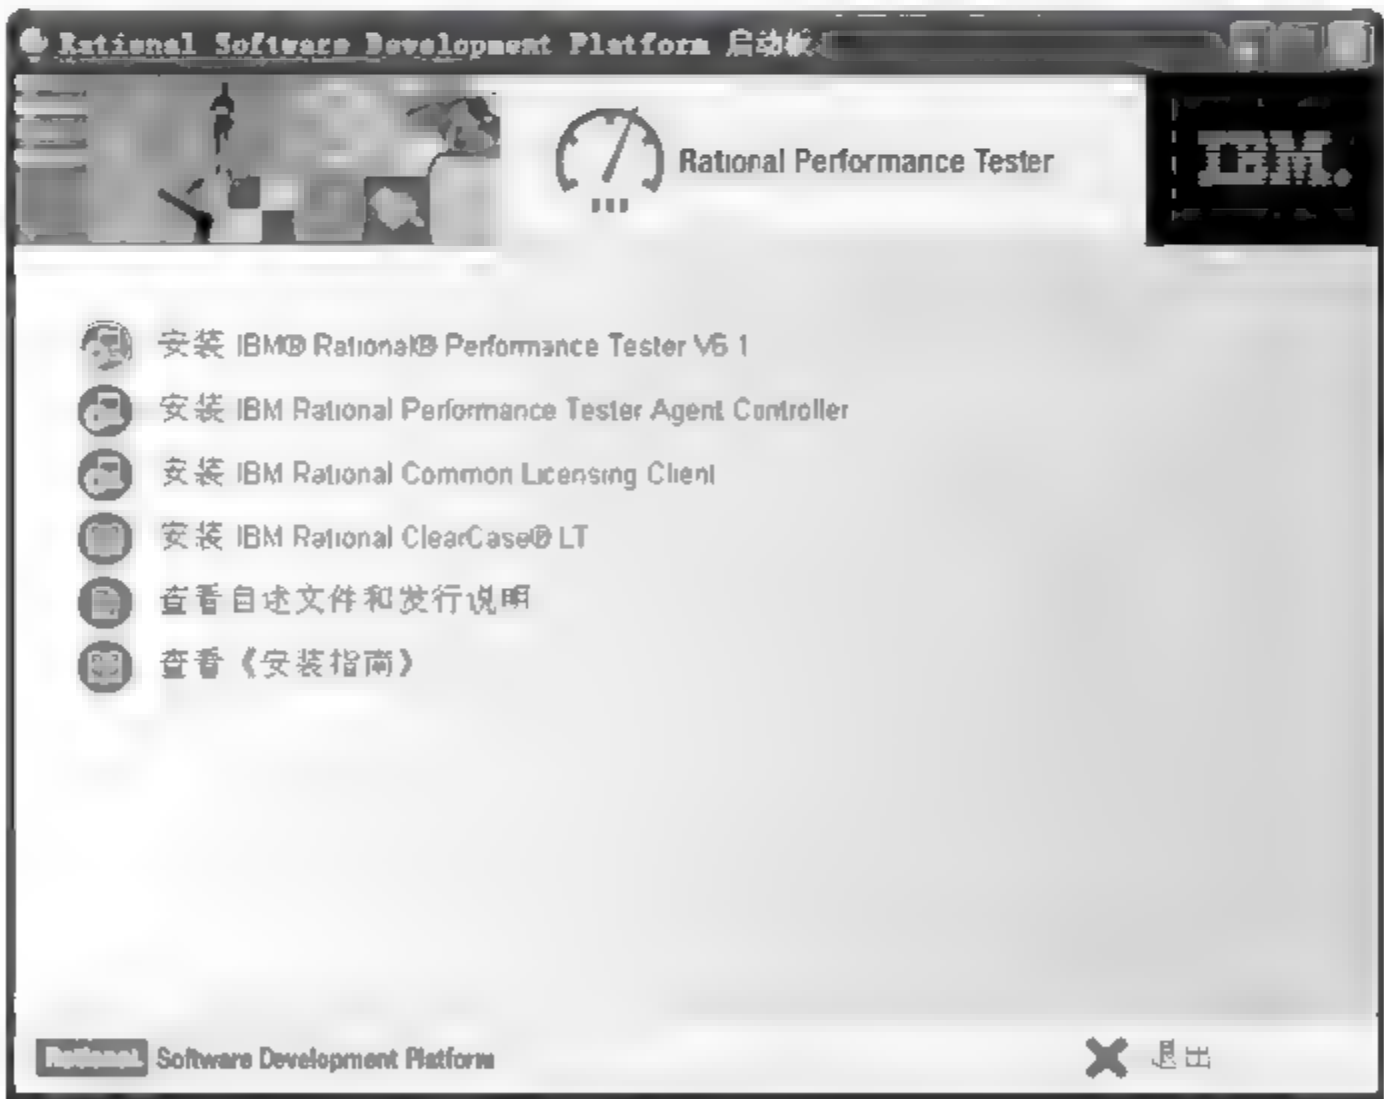 Rational Software Development Platform 启动板
Rational Performance Tester
IBM.
安装 IBM® Rational® Performance Tester V6.1
安装 IBM Rational Performance Tester Agent Controller
安装 IBM Rational Common Licensing Client
安装 IBM Rational ClearCase® LT
查看自述文件和发行说明
查看《安装指南》
Rational. Software Development Platform
退出